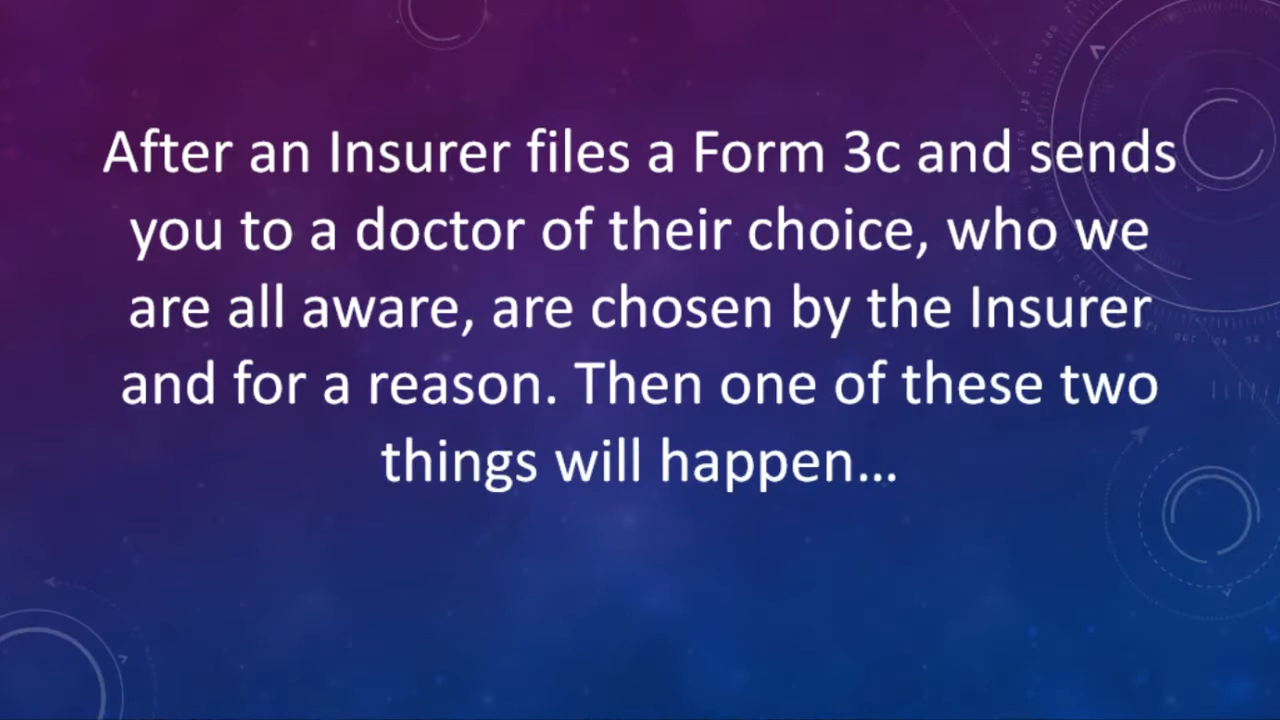 After an Insurer files a Form 3c and sends
you to a doctor of their choice, who we
are all aware, are chosen by the Insurer
and for a reason. Then one of these two
things will happen...